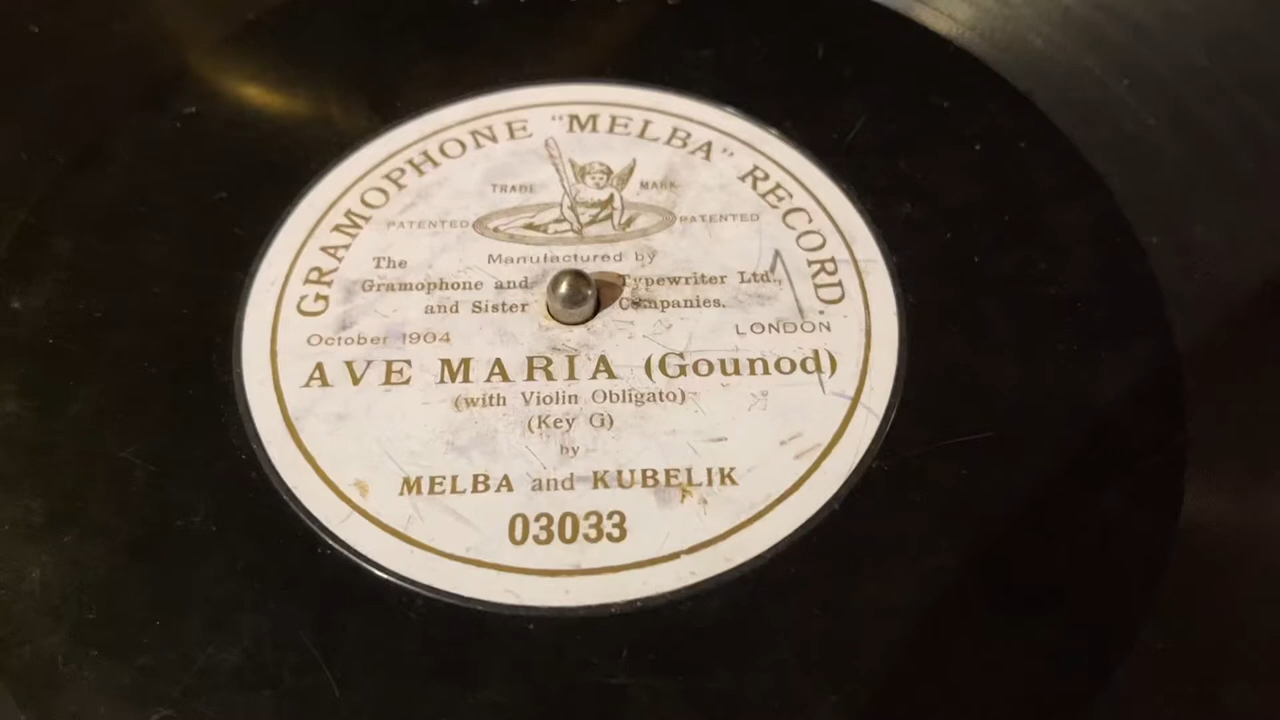 GRAMOPHONE "MELBA" RECORD.
TRADE MARK
PATENTED PATENTED
Manufactured by
The
Gramophone and Typewriter Ltd.,
and Sister Companies.
October 1904 LONDON
AVE MARIA (Gounod)
(with Violin Obligato)
(Key G)
by
MELBA and KUBELIK
03033